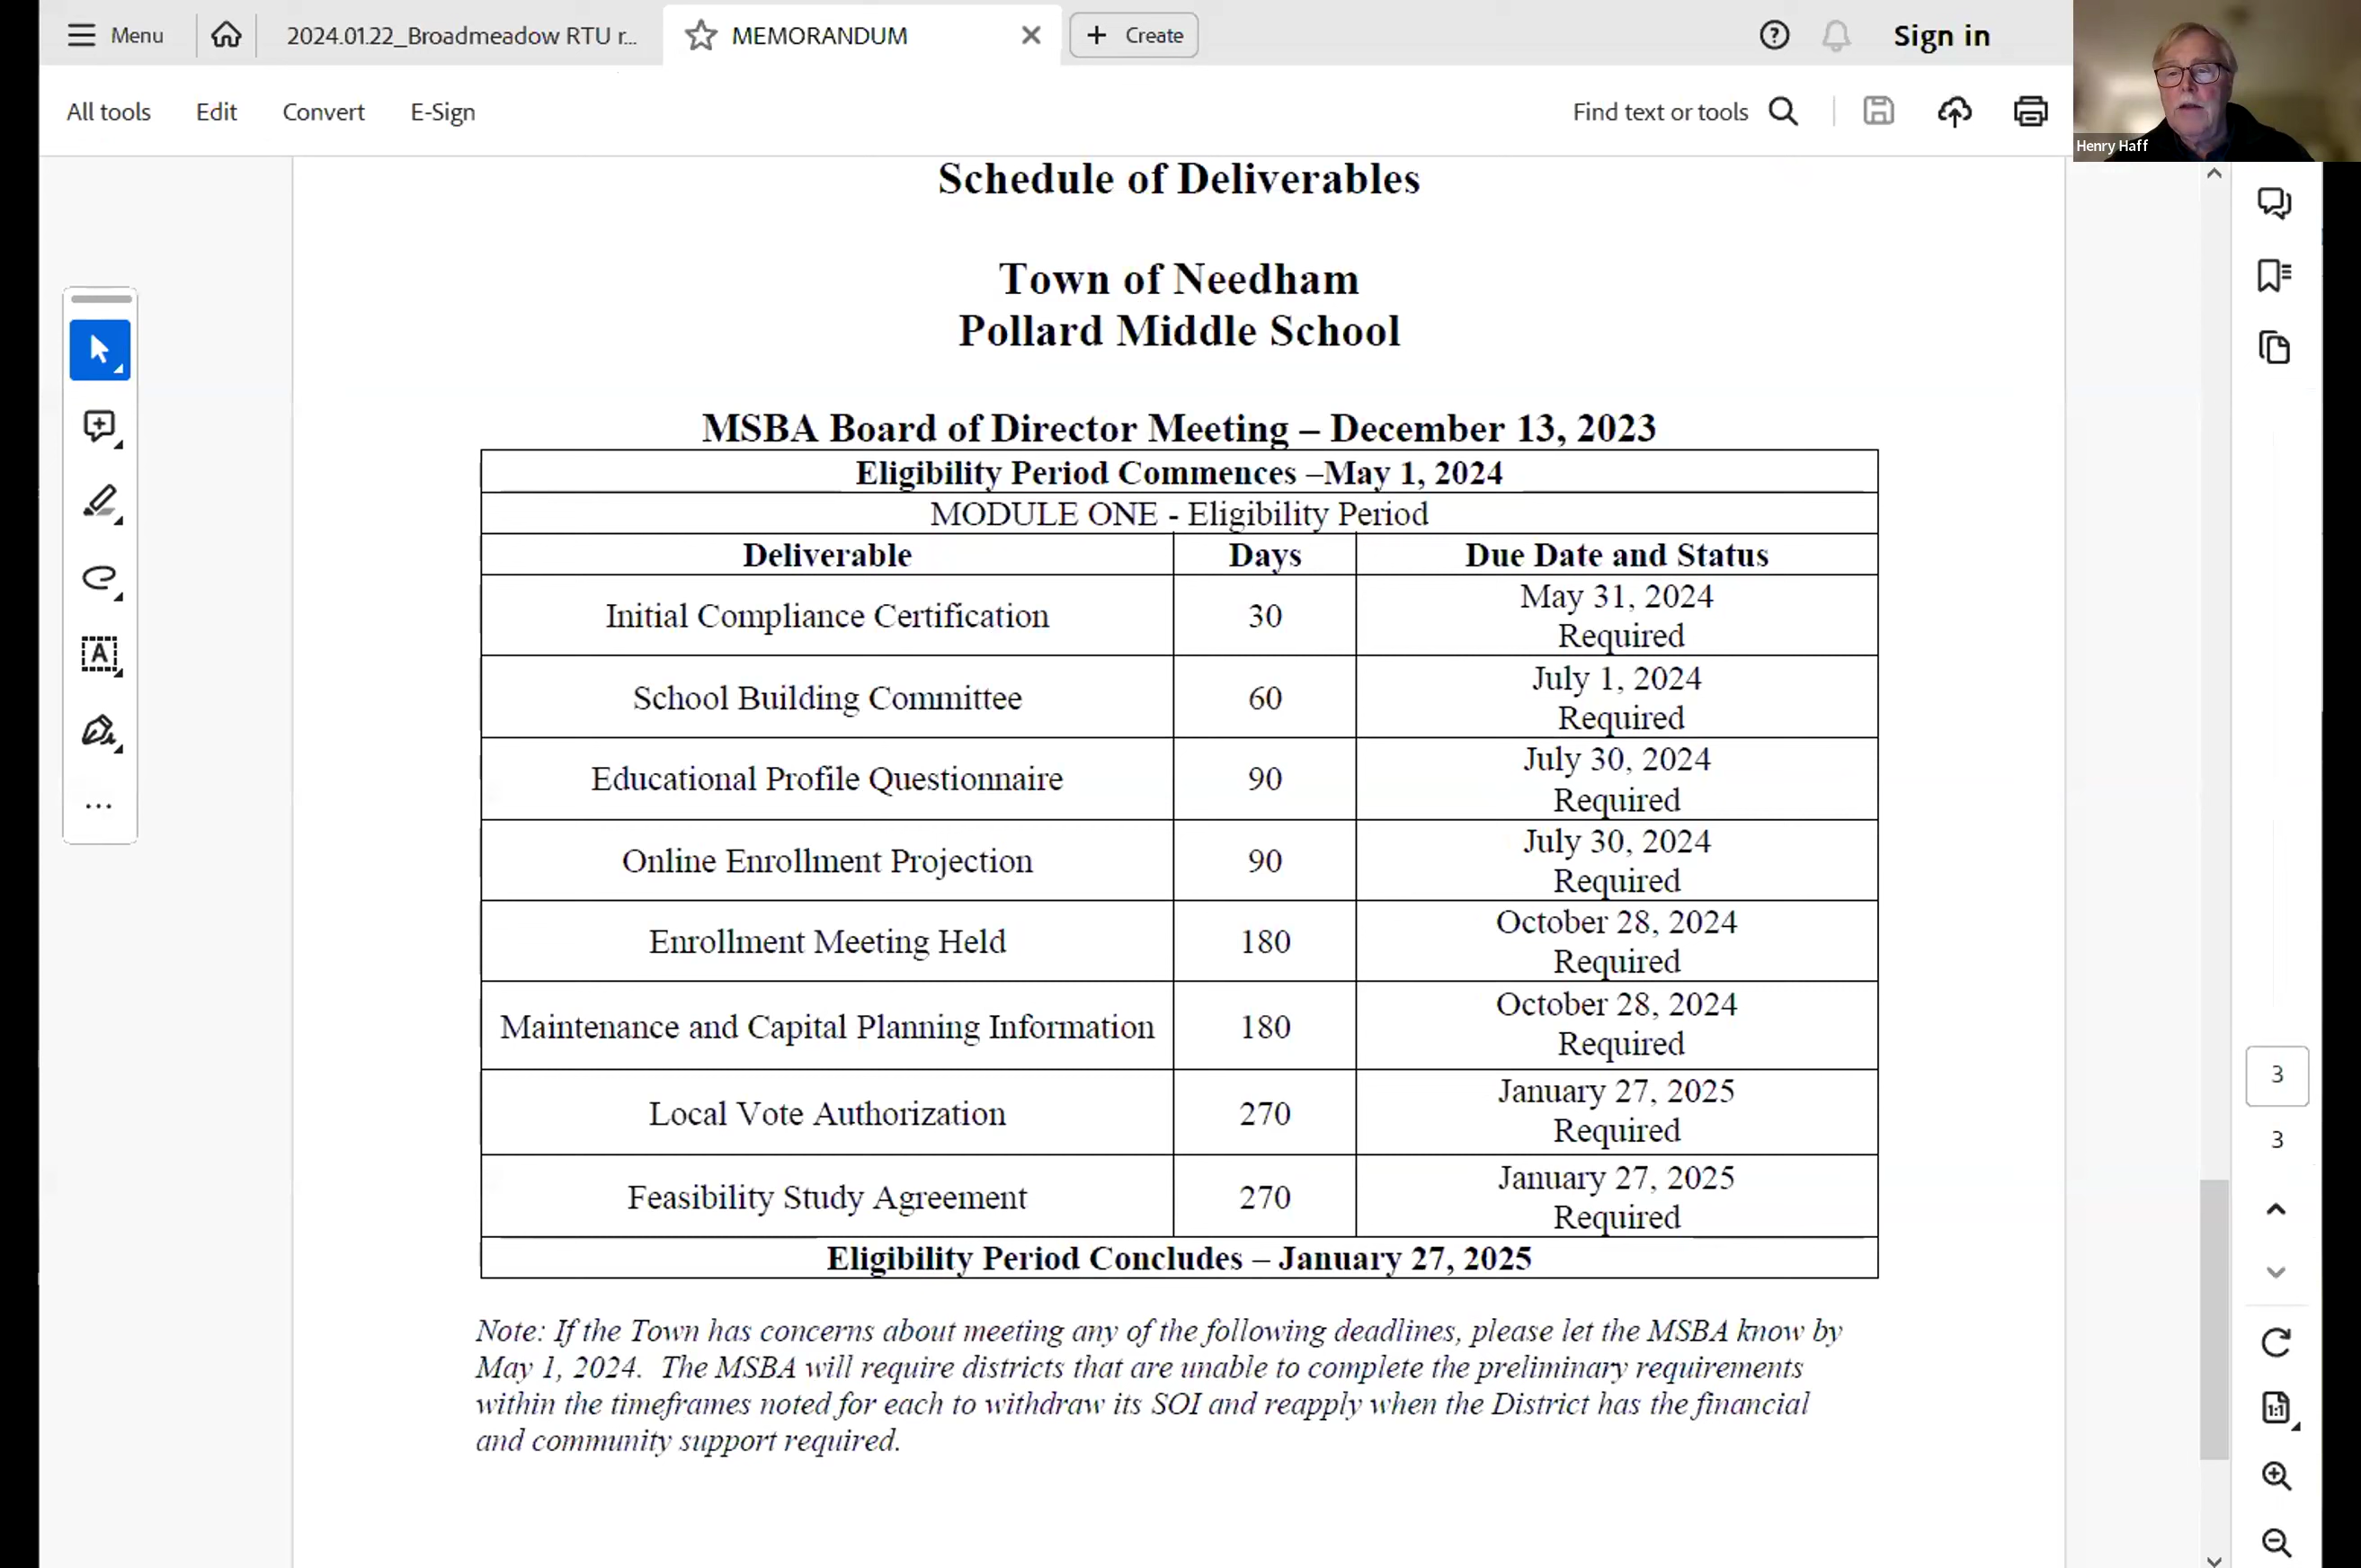 Menu
2024.01.22_Broadmeadow RTU r...
MEMORANDUM
Create
Sign in
All tools
Edit
Convert
E-Sign
Find text or tools
Henry Haff
Schedule of Deliverables
Town of Needham
Pollard Middle School
MSBA Board of Director Meeting – December 13, 2023
Eligibility Period Commences –May 1, 2024
MODULE ONE - Eligibility Period
Deliverable Days Due Date and Status
Initial Compliance Certification 30 May 31, 2024
Required
School Building Committee 60 July 1, 2024
Required
Educational Profile Questionnaire 90 July 30, 2024
Required
Online Enrollment Projection 90 July 30, 2024
Required
Enrollment Meeting Held 180 October 28, 2024
Required
Maintenance and Capital Planning Information 180 October 28, 2024
Required
Local Vote Authorization 270 January 27, 2025
Required
Feasibility Study Agreement 270 January 27, 2025
Required
Eligibility Period Concludes – January 27, 2025
Note: If the Town has concerns about meeting any of the following deadlines, please let the MSBA know by
May 1, 2024. The MSBA will require districts that are unable to complete the preliminary requirements
within the timeframes noted for each to withdraw its SOI and reapply when the District has the financial
and community support required.
3
3
1:1